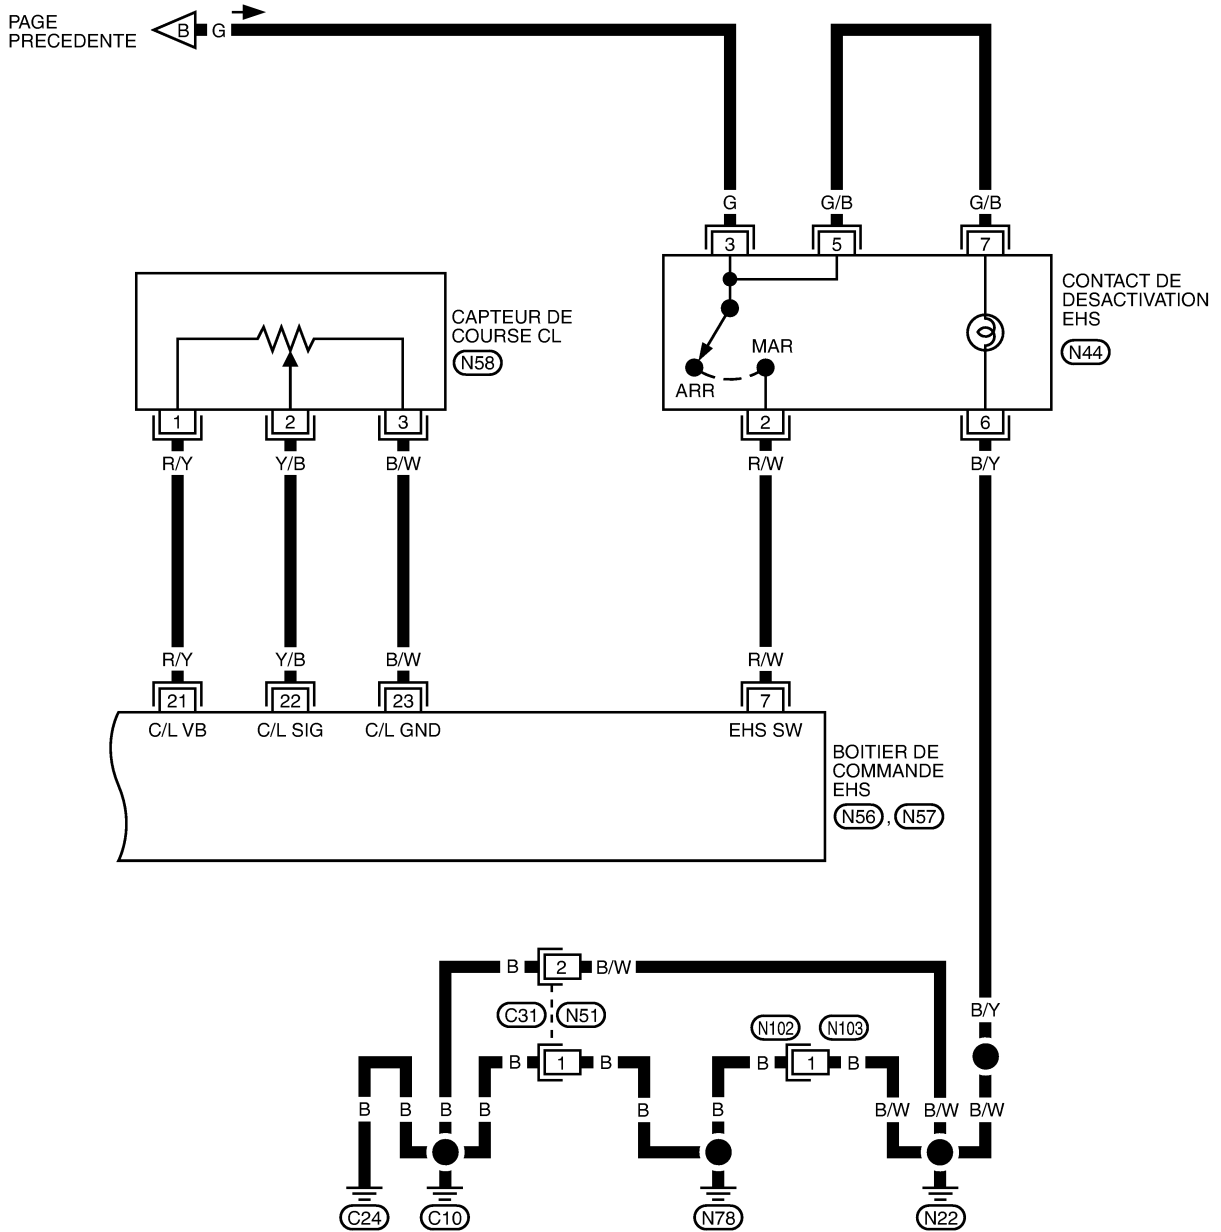 PAGE
PRECEDENTE
B
G
G
G/B
G/B
3
5
7
CONTACT DE
DESACTIVATION
EHS
N44
CAPTEUR DE
COURSE CL
N58
MAR
ARR
1
2
3
2
6
R/Y
Y/B
B/W
R/W
B/Y
R/Y
Y/B
B/W
R/W
21
22
23
7
C/L VB
C/L SIG
C/L GND
EHS SW
BOITIER DE
COMMANDE
EHS
N56 , N57
B
2
B/W
C31
N51
N102
N103
B/Y
B
1
B
B
1
B
B
B
B
B
B
B
B/W
B/W
B/W
C24
C10
N78
N22